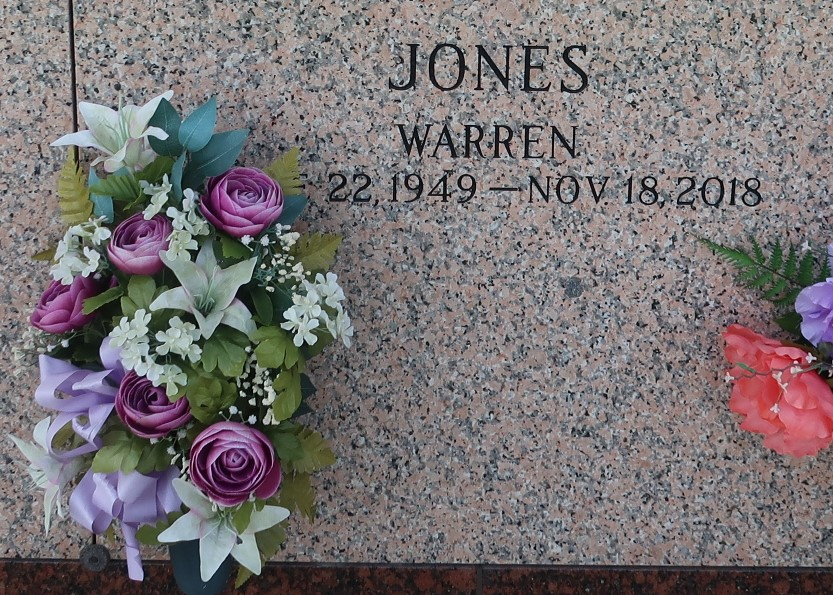 JONES
WARREN
22, 1949 — NOV. 18, 2018